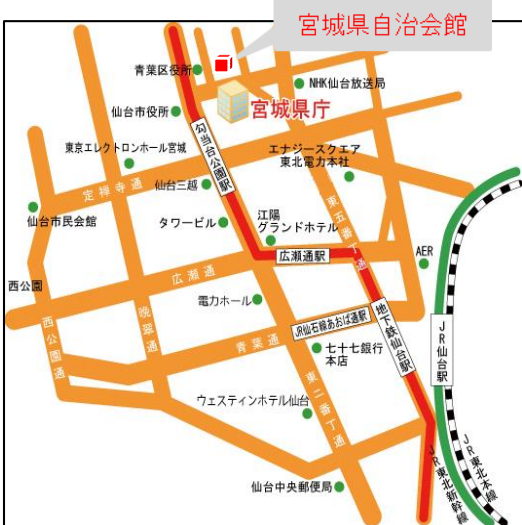 宮城県自治会館
青葉区役所
NHK仙台放送局
宮城県庁
仙台市役所
勾当台公園駅
東京エレクトロンホール宮城
エナジースクエア
東北電力本社
定禅寺通
仙台三越
仙台市民会館
東五番丁通
タワービル
江陽
グランドホテル
広瀬通駅
AER
広瀬通
西公園
西公園通
晩翠通
電力ホール
JR仙石線あおば通駅
地下鉄仙台駅
JR仙台駅
青葉通
七十七銀行
本店
東二番丁通
ウェスティンホテル仙台
仙台中央郵便局
JR東北新幹線
JR東北本線